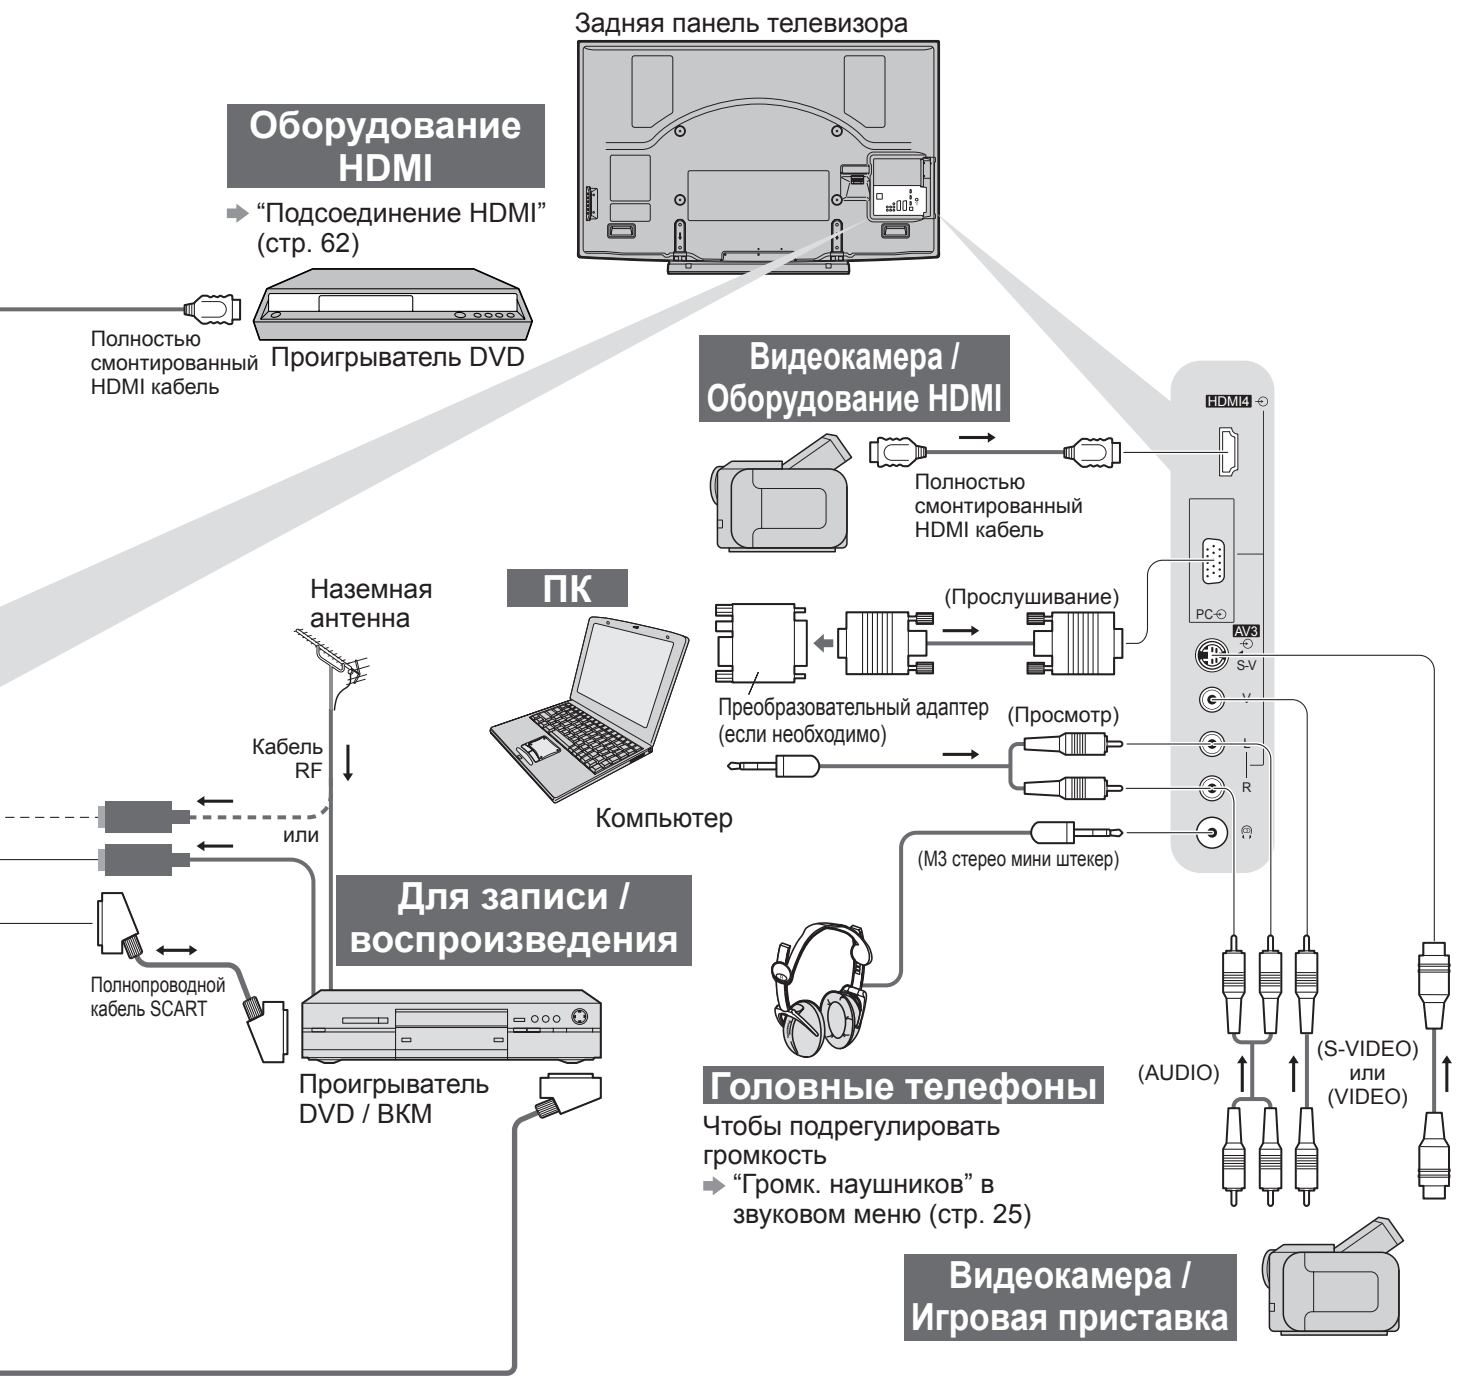 Задняя панель телевизора
Оборудование
HDMI
“Подсоединение HDMI”
(стр. 62)
Полностью
смонтированный
HDMI кабель
Проигрыватель DVD
Видеокамера /
Оборудование HDMI
Полностью
смонтированный
HDMI кабель
HDMI4
PC
AV3
S-V
V
L
R
Наземная
антенна
Кабель
RF
или
ПК
Компьютер
(Прослушивание)
Преобразовательный адаптер
(если необходимо)
(Просмотр)
(М3 стерео мини штекер)
Для записи /
воспроизведения
Полнопроводной
кабель SCART
Проигрыватель
DVD / ВКМ
Головные телефоны
Чтобы подрегулировать
громкость
“Громк. наушников” в
звуковом меню (стр. 25)
(AUDIO)
(S-VIDEO)
или
(VIDEO)
Видеокамера /
Игровая приставка